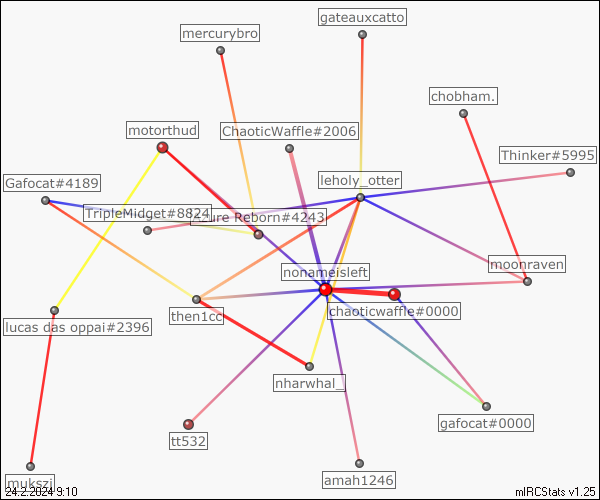 gateauxcatto
mercurybro
chobham.
motorthud
ChaoticWaffle#2006
Thinker#5995
Gafocat#4189
leholy_otter
TripleMidget#8824
ire Reborn#4243
moonraven
nonameisleft
chaoticwaffle#0000
then1cc
lucas das oppai#2396
nharwhal_
gafocat#0000
tt532
amah1246
mukszi
24.2.2024 9:10
mIRCStats v1.25